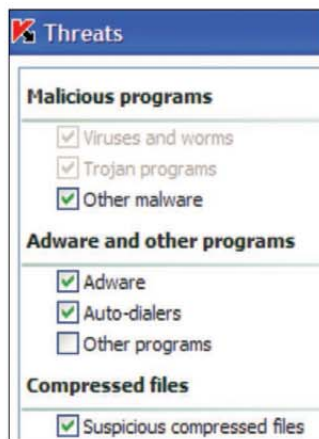 Threats
Malicious programs
Viruses and worms
Trojan programs
Other malware
Adware and other programs
Adware
Auto-dialers
Other programs
Compressed files
Suspicious compressed files